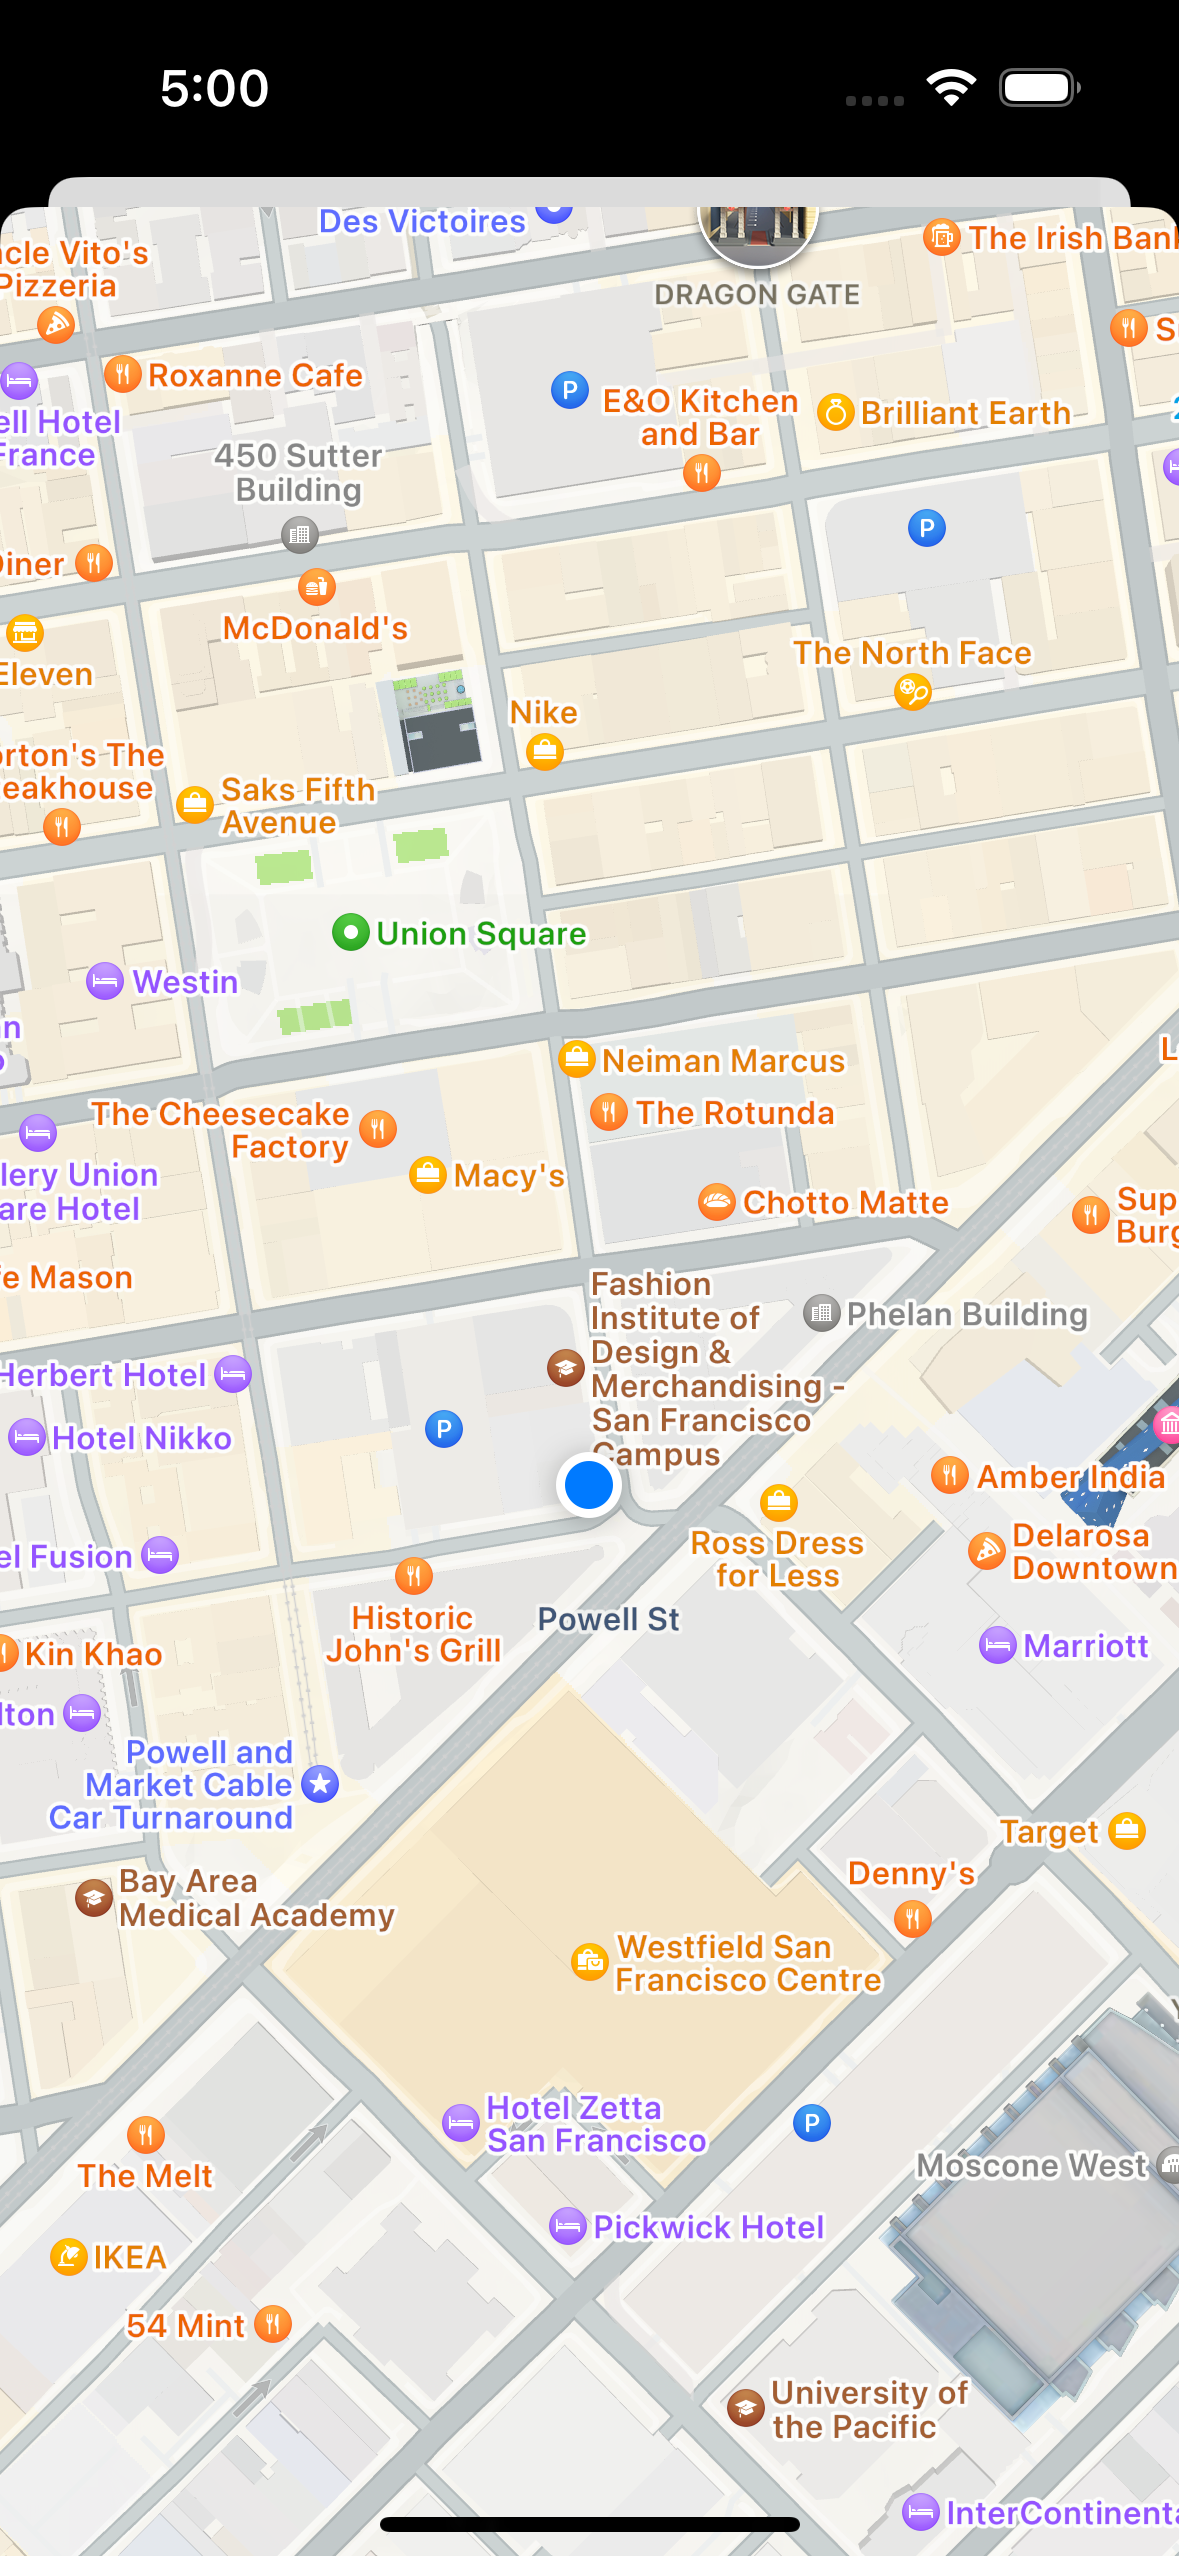 5:00
Des Victoires
cle Vito's
Pizzeria
The Irish Bank
DRAGON GATE
Roxanne Cafe
P
E&O Kitchen
and Bar
Brilliant Earth
ell Hotel
France
450 Sutter
Building
P
Diner
McDonald's
Eleven
The North Face
Nike
orton's The
eakhouse
Saks Fifth
Avenue
Union Square
Westin
Neiman Marcus
The Cheesecake
Factory
The Rotunda
Macy's
lery Union
are Hotel
Chotto Matte
Sup
Burg
fe Mason
Fashion
Institute of
Design &
Merchandising -
San Francisco
Campus
Phelan Building
Herbert Hotel
Hotel Nikko
P
Amber India
Ross Dress
for Less
Delarosa
Downtown
el Fusion
Historic
John's Grill
Powell St
Kin Khao
Marriott
lton
Powell and
Market Cable
Car Turnaround
Target
Bay Area
Medical Academy
Denny's
Westfield San
Francisco Centre
Hotel Zetta
San Francisco
P
The Melt
Moscone West
Pickwick Hotel
IKEA
54 Mint
University of
the Pacific
InterContinenta